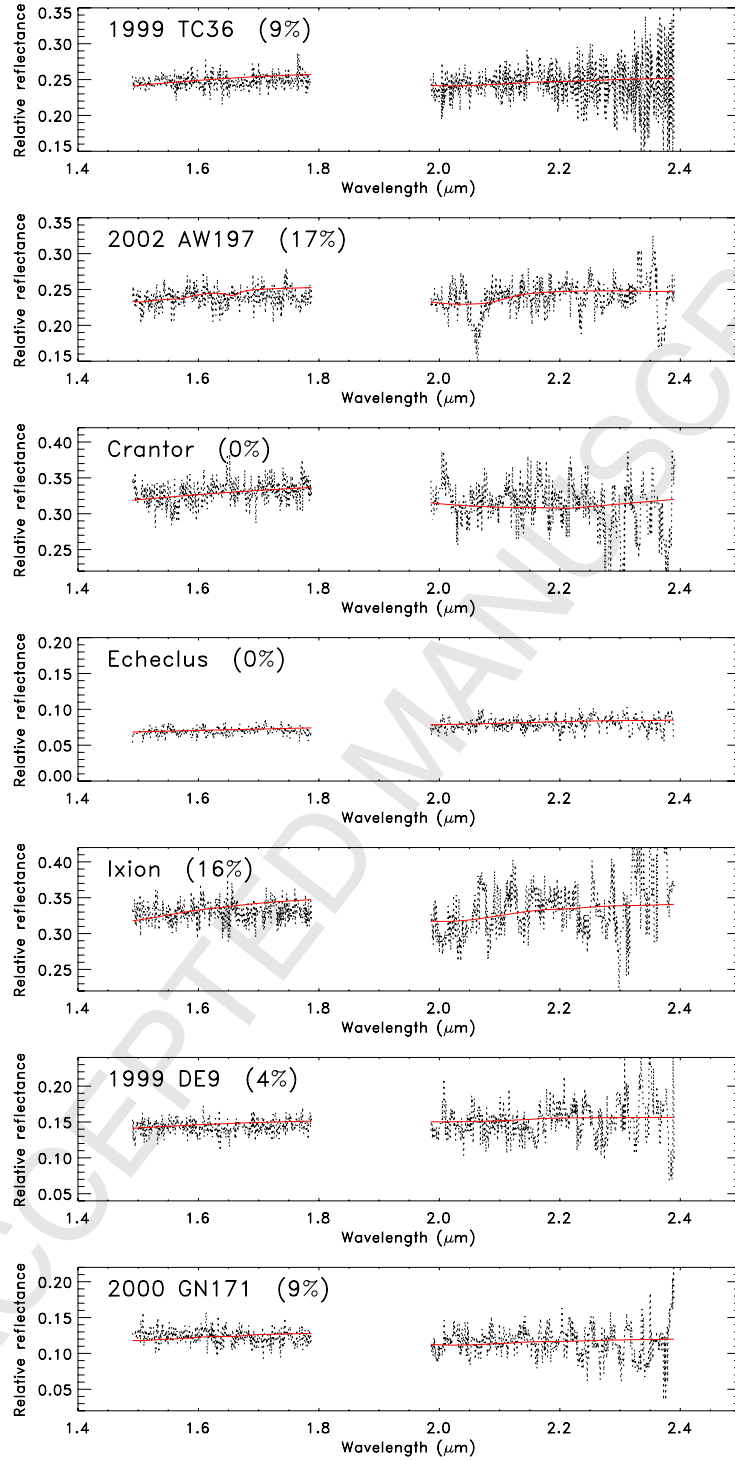 1999 TC36 (9%)
Relative reflectance
0.35
0.30
0.25
0.20
0.15
1.4 1.6 1.8 2.0 2.2 2.4
Wavelength (μm)
2002 AW197 (17%)
Relative reflectance
0.35
0.30
0.25
0.20
0.15
1.4 1.6 1.8 2.0 2.2 2.4
Wavelength (μm)
Crantor (0%)
Relative reflectance
0.40
0.35
0.30
0.25
1.4 1.6 1.8 2.0 2.2 2.4
Wavelength (μm)
Echeclus (0%)
Relative reflectance
0.20
0.15
0.10
0.05
0.00
1.4 1.6 1.8 2.0 2.2 2.4
Wavelength (μm)
Ixion (16%)
Relative reflectance
0.40
0.35
0.30
0.25
1.4 1.6 1.8 2.0 2.2 2.4
Wavelength (μm)
1999 DE9 (4%)
Relative reflectance
0.20
0.15
0.10
0.05
1.4 1.6 1.8 2.0 2.2 2.4
Wavelength (μm)
2000 GN171 (9%)
Relative reflectance
0.20
0.15
0.10
0.05
1.4 1.6 1.8 2.0 2.2 2.4
Wavelength (μm)
ACCEPTED MANUSCR